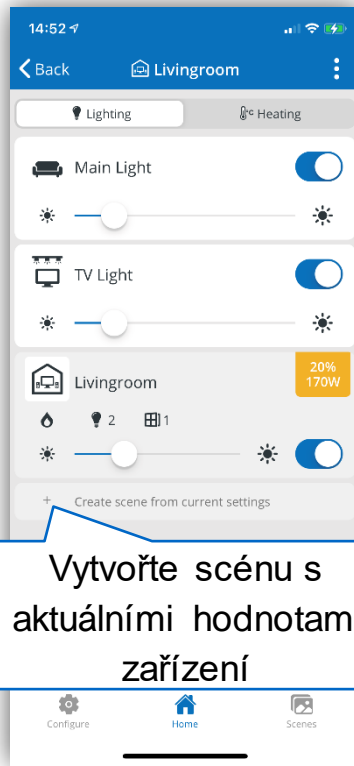 14:52
Back Livingroom
Lighting °C Heating
Main Light
TV Light
Livingroom 20%
170W
2 1
+ Create scene from current settings
Vytvořte scénu s
aktuálními hodnotam
zařízení
Configure Home Scenes